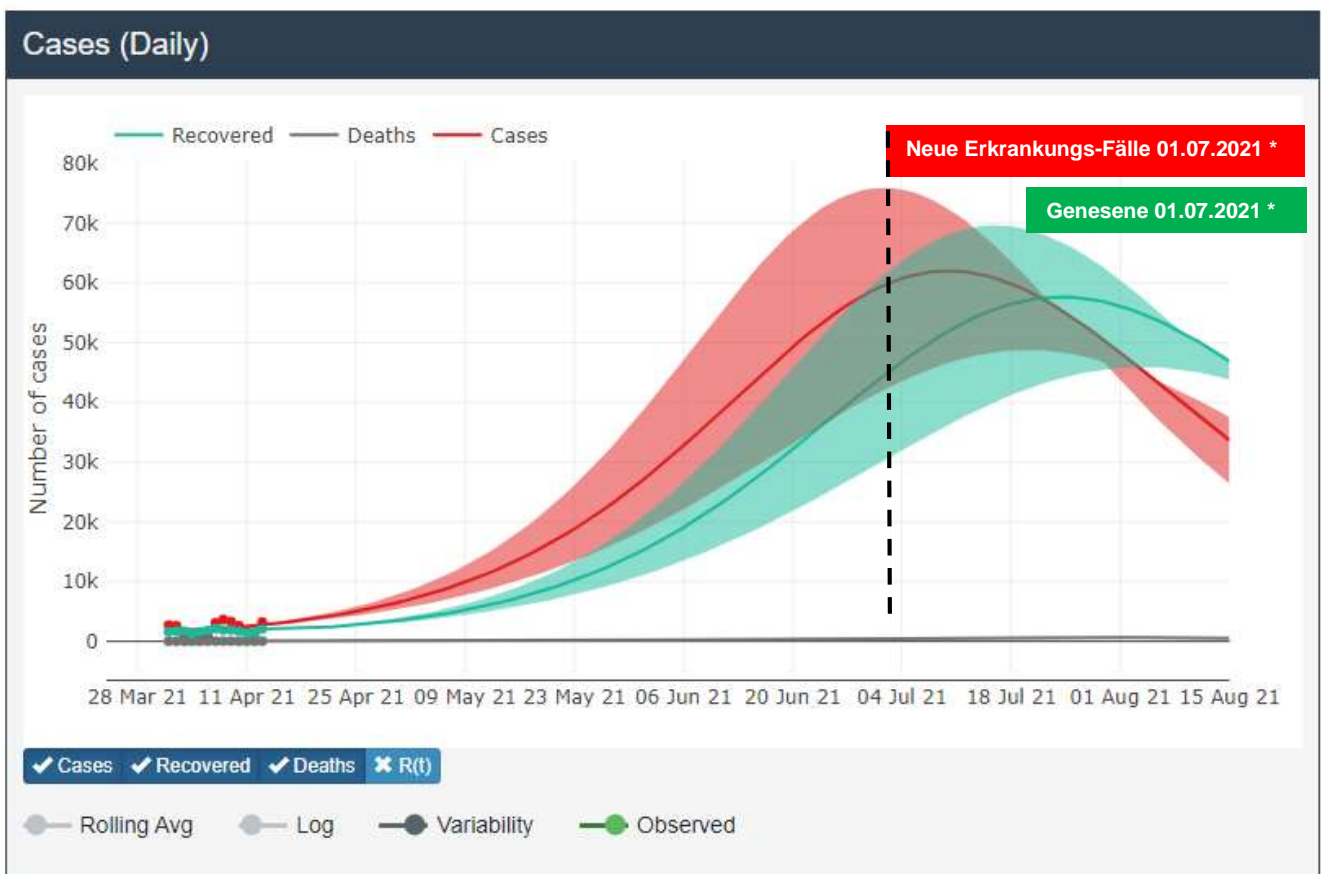 Cases (Daily)
Recovered Deaths Cases
Neue Erkrankungs-Fälle 01.07.2021 *
Genesene 01.07.2021 *
80k
70k
60k
50k
40k
30k
20k
10k
0
Number of cases
28 Mar 21 11 Apr 21 25 Apr 21 09 May 21 23 May 21 06 Jun 21 20 Jun 21 04 Jul 21 18 Jul 21 01 Aug 21 15 Aug 21
Cases Recovered Deaths R(t)
Rolling Avg Log Variability Observed